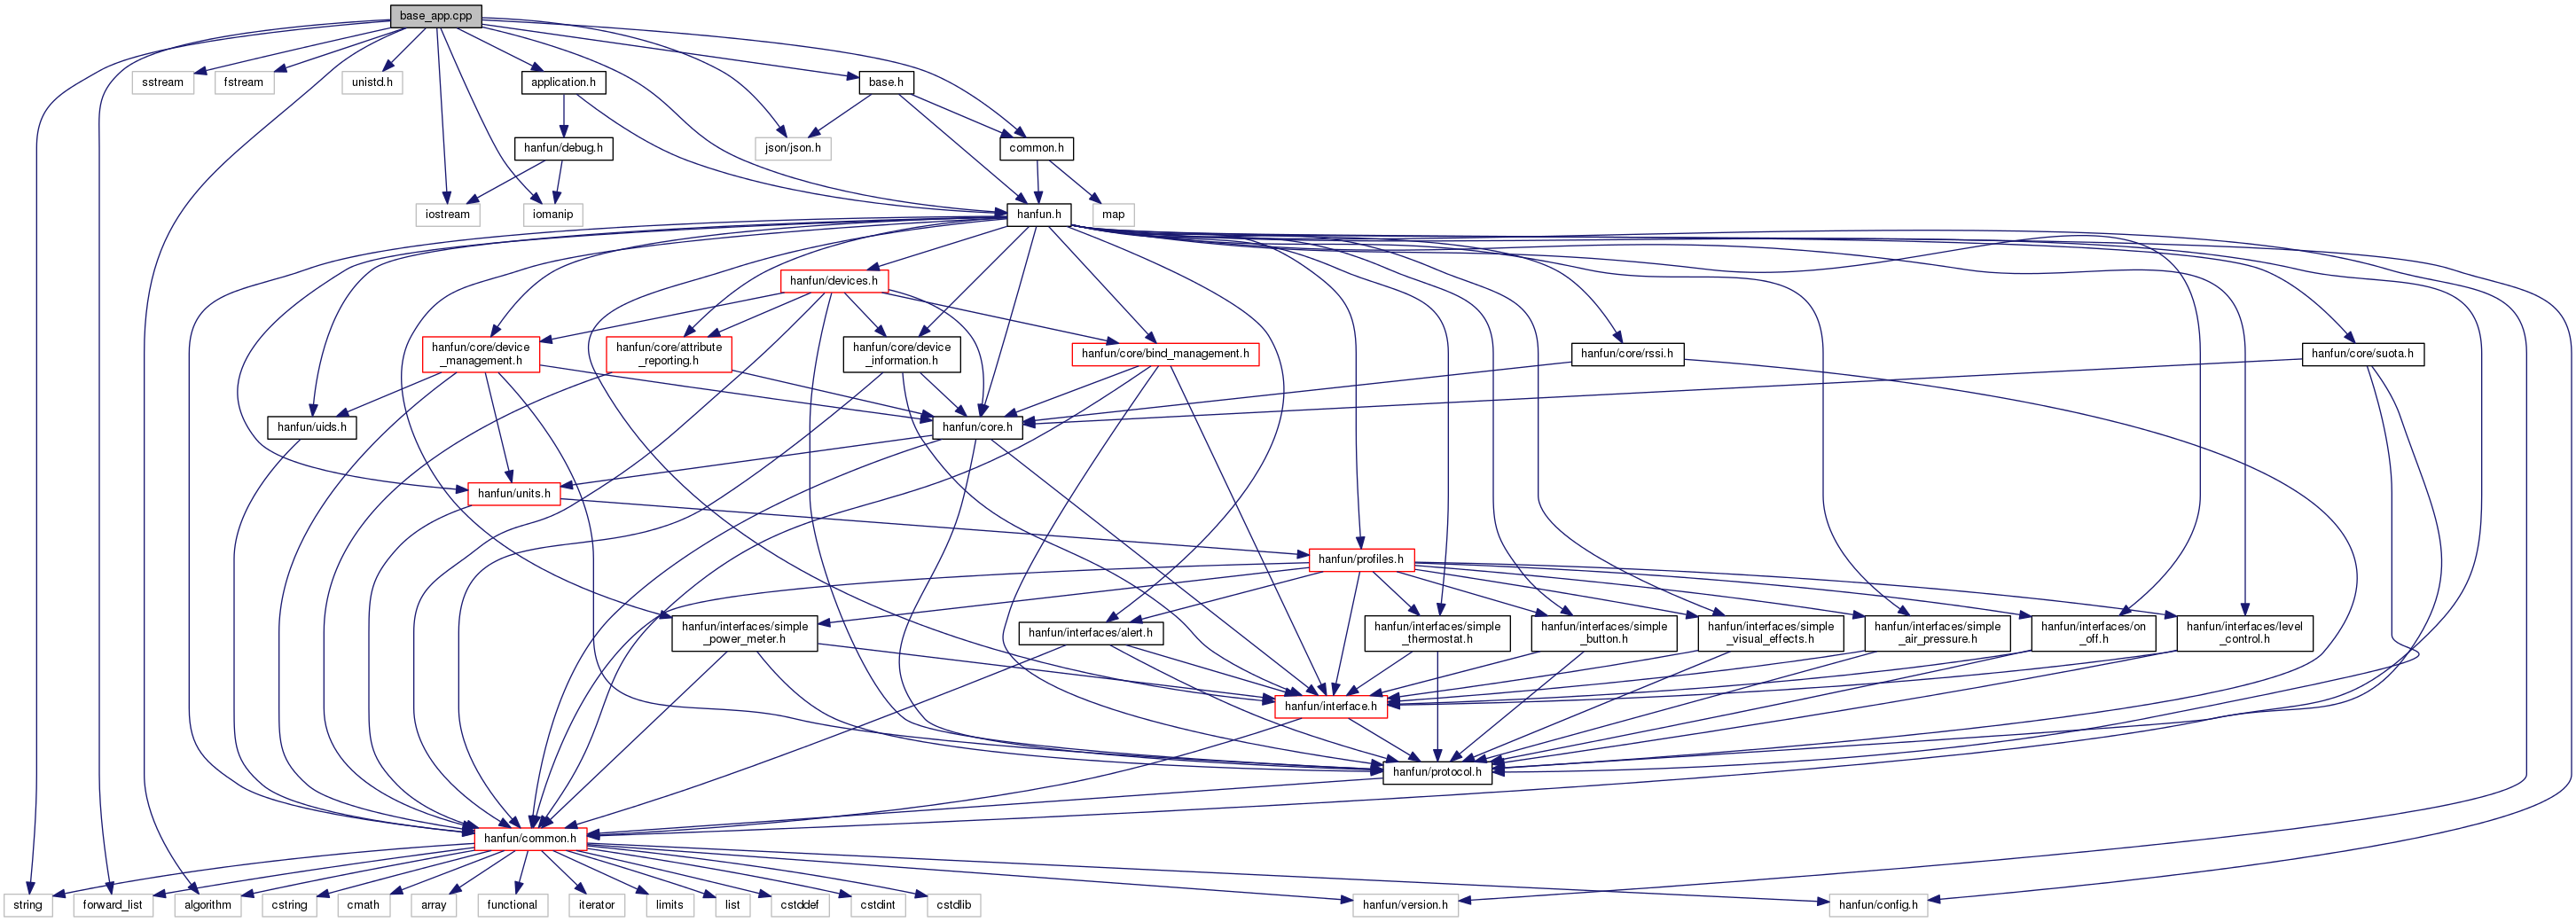 base_app.cpp
sstream
fstream
unistd.h
application.h
base.h
hanfun/debug.h
json/json.h
common.h
iostream
iomanip
hanfun.h
map
hanfun/devices.h
hanfun/core/device
_management.h
hanfun/core/attribute
_reporting.h
hanfun/core/device
_information.h
hanfun/core/bind_management.h
hanfun/core/rssi.h
hanfun/core/suota.h
hanfun/uids.h
hanfun/core.h
hanfun/units.h
hanfun/profiles.h
hanfun/interfaces/simple
_power_meter.h
hanfun/interfaces/alert.h
hanfun/interfaces/simple
_thermostat.h
hanfun/interfaces/simple
_button.h
hanfun/interfaces/simple
_visual_effects.h
hanfun/interfaces/simple
_air_pressure.h
hanfun/interfaces/on
_off.h
hanfun/interfaces/level
_control.h
hanfun/interface.h
hanfun/protocol.h
hanfun/common.h
string
forward_list
algorithm
cstring
cmath
array
functional
iterator
limits
list
cstddef
cstdint
cstdlib
hanfun/version.h
hanfun/config.h